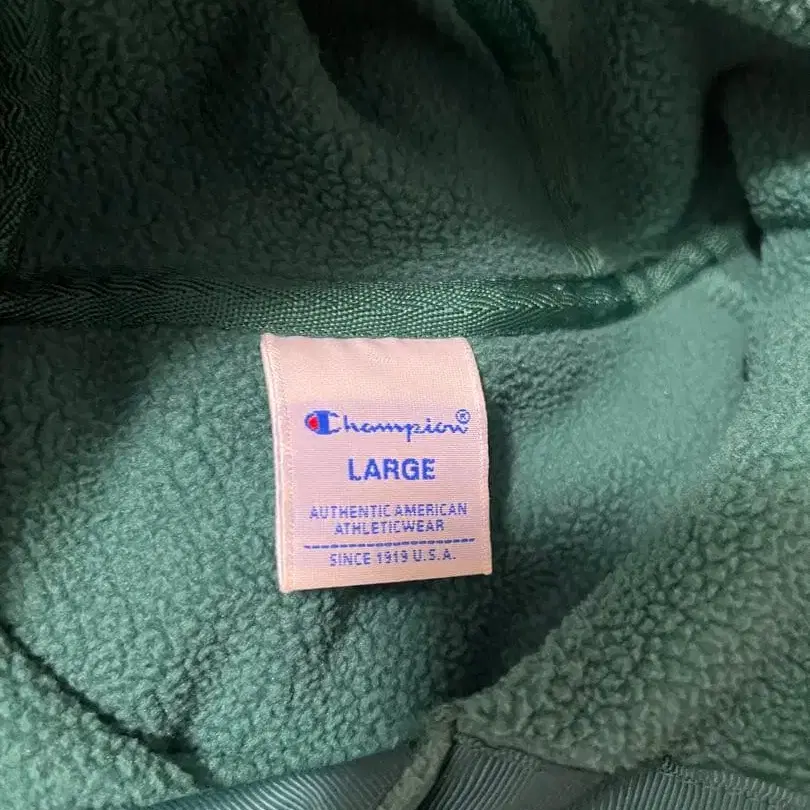 Champion®
LARGE
AUTHENTIC AMERICAN
ATHLETICWEAR
SINCE 1919 U.S.A.